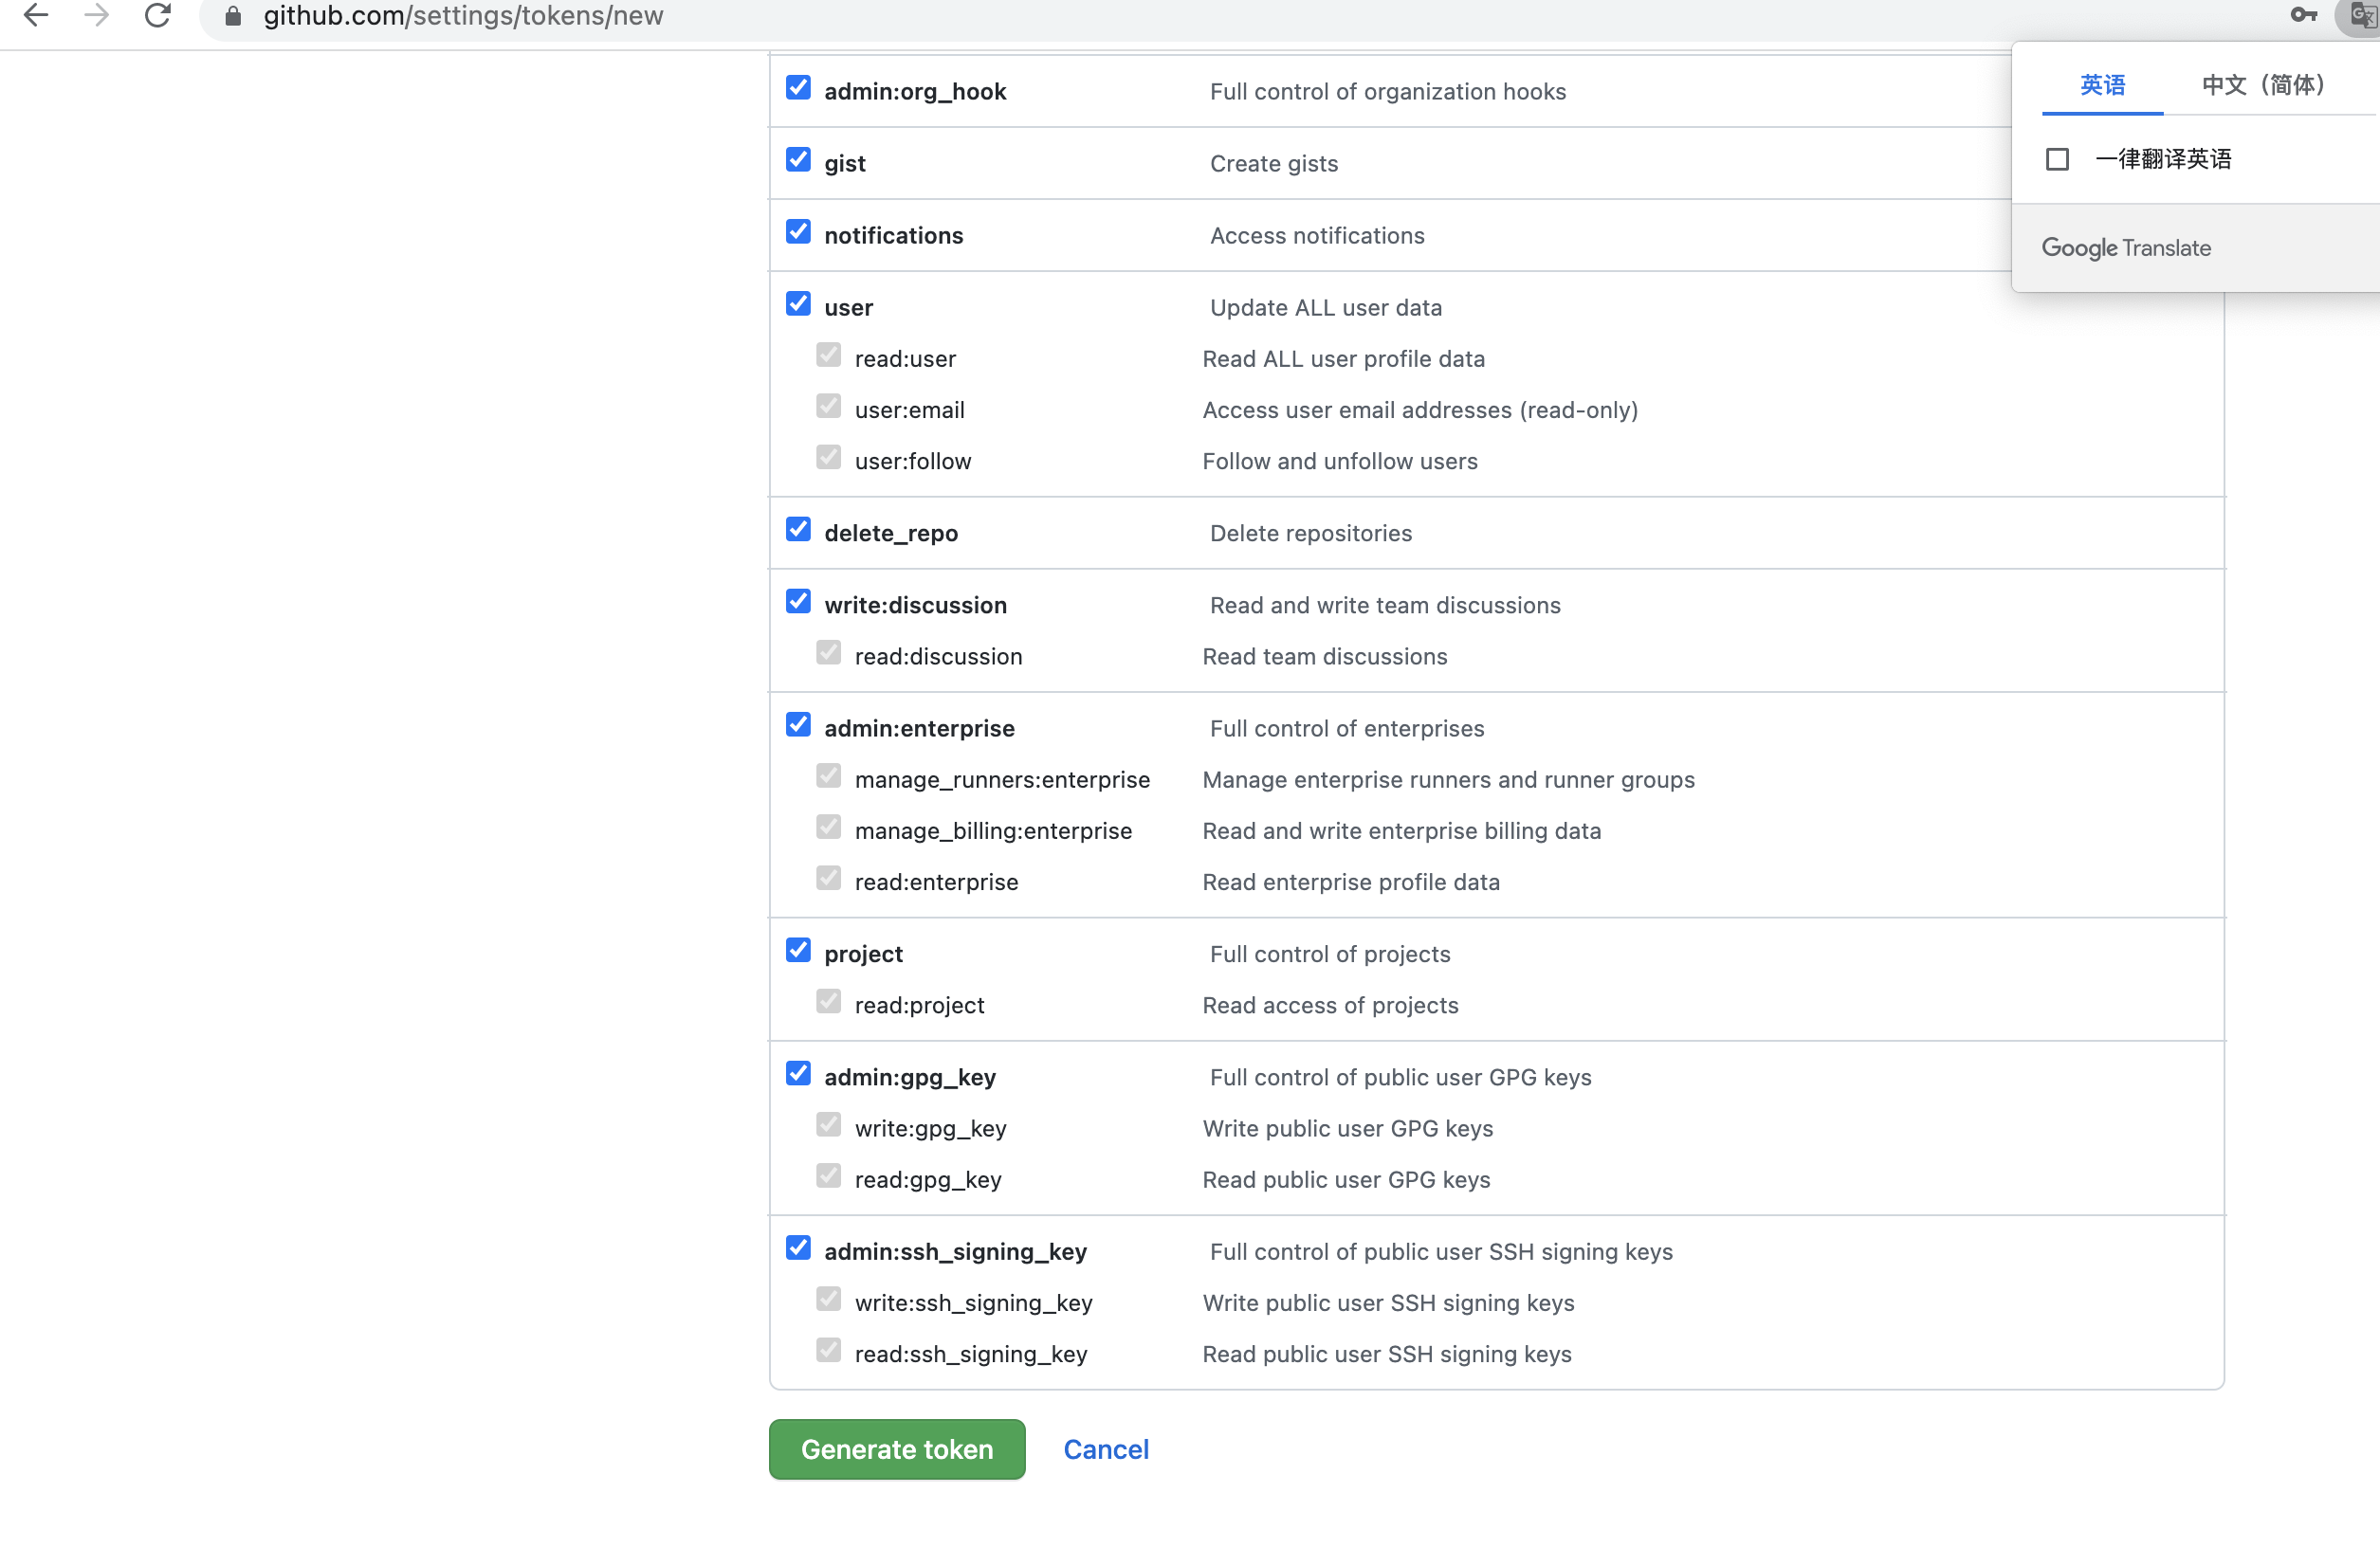 github.com/settings/tokens/new
英语 中文（简体）
一律翻译英语
Google Translate
admin:org_hook Full control of organization hooks
gist Create gists
notifications Access notifications
user Update ALL user data
read:user Read ALL user profile data
user:email Access user email addresses (read-only)
user:follow Follow and unfollow users
delete_repo Delete repositories
write:discussion Read and write team discussions
read:discussion Read team discussions
admin:enterprise Full control of enterprises
manage_runners:enterprise Manage enterprise runners and runner groups
manage_billing:enterprise Read and write enterprise billing data
read:enterprise Read enterprise profile data
project Full control of projects
read:project Read access of projects
admin:gpg_key Full control of public user GPG keys
write:gpg_key Write public user GPG keys
read:gpg_key Read public user GPG keys
admin:ssh_signing_key Full control of public user SSH signing keys
write:ssh_signing_key Write public user SSH signing keys
read:ssh_signing_key Read public user SSH signing keys
Generate token Cancel